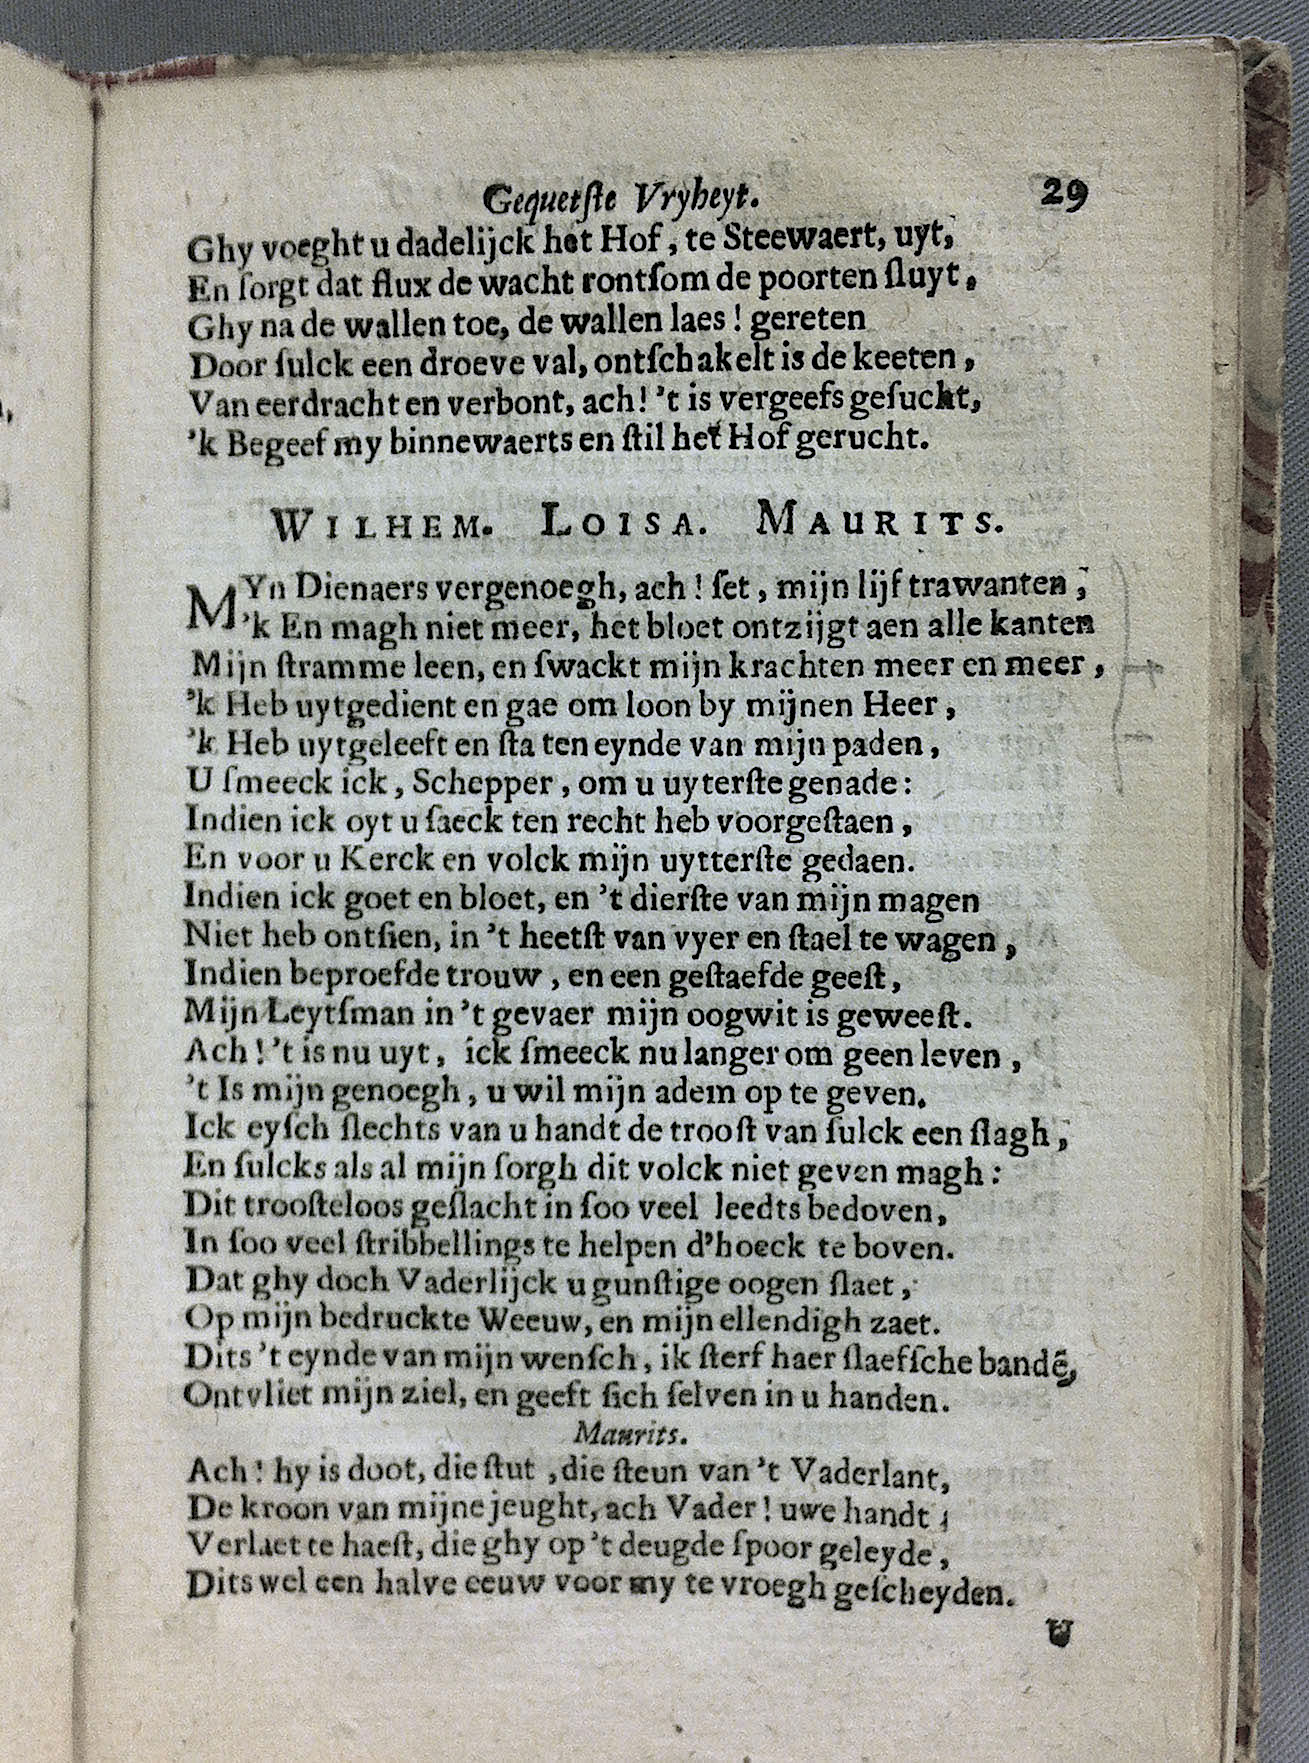 Gequetſte Vryheyt. 29
Ghy voeght u dadelijck het Hof, te Steewaert, uyt,
En ſorgt dat flux de wacht rontſom de poorten ſluyt.
Ghy na de wallen toe, de wallen laes! gereten
Door ſulck een droeve val, ontſchakelt is de keeten,
Van eerdracht en verbont, ach! 't is vergeefs geſucht,
'k Begeef my binnewaerts en ſtil het Hof gerucht.
WILHEM. LOISA. MAURITS.
MYn Dienaers vergenoegh, ach! ſet, mijn lijf trawanten,
'k En magh niet meer, het bloet ontzijgt aen alle kanten
Mijn ſtramme leen, en ſwackt mijn krachten meer en meer,
'k Heb uytgedient en gae om loon by mijnen Heer,
'k Heb uytgeleeft en ſta ten eynde van mijn paden,
U ſmeeck ick, Schepper, om u uyterſte genade:
Indien ick oyt u ſaeck ten recht heb voorgeſtaen,
En voor u Kerck en volck mijn uytterſte gedaen.
Indien ick goet en bloet, en 't dierſte van mijn magen
Niet heb ontſien, in 't heetſt van vyer en ſtael te wagen,
Indien beproefde trouw, en een geſtaefde geeſt,
Mijn Leytſman in 't gevaer mijn oogwit is geweeſt.
Ach! 't is nu uyt, ick ſmeeck nu langer om geen leven,
't Is mijn genoegh, u wil mijn adem op te geven.
Ick eyſch ſlechts van u handt de trooſt van ſulck een ſlagh,
En ſulcks als al mijn ſorgh dit volck niet geven magh:
Dit trooſteloos geſlacht in ſoo veel leedts bedoven,
In ſoo veel ſtribbellings te helpen d'hoeck te boven.
Dat ghy doch Vaderlijck u gunſtige oogen ſlaet,
Op mijn bedruckte Weeuw, en mijn ellendigh zaet.
Dits 't eynde van mijn wenſch, ik ſterf haer ſlaefſche bandē,
Ontvliet mijn ziel, en geeft ſich ſelven in u handen.
Maurits.
Ach! hy is doot, die ſtut, die ſteun van 't Vaderlant,
De kroon van mijne jeught, ach Vader! uwe handt
Verlaet te haeſt, die ghy op 't deugde ſpoor geleyde,
Dits wel een halve eeuw voor my te vroegh geſcheyden.
U